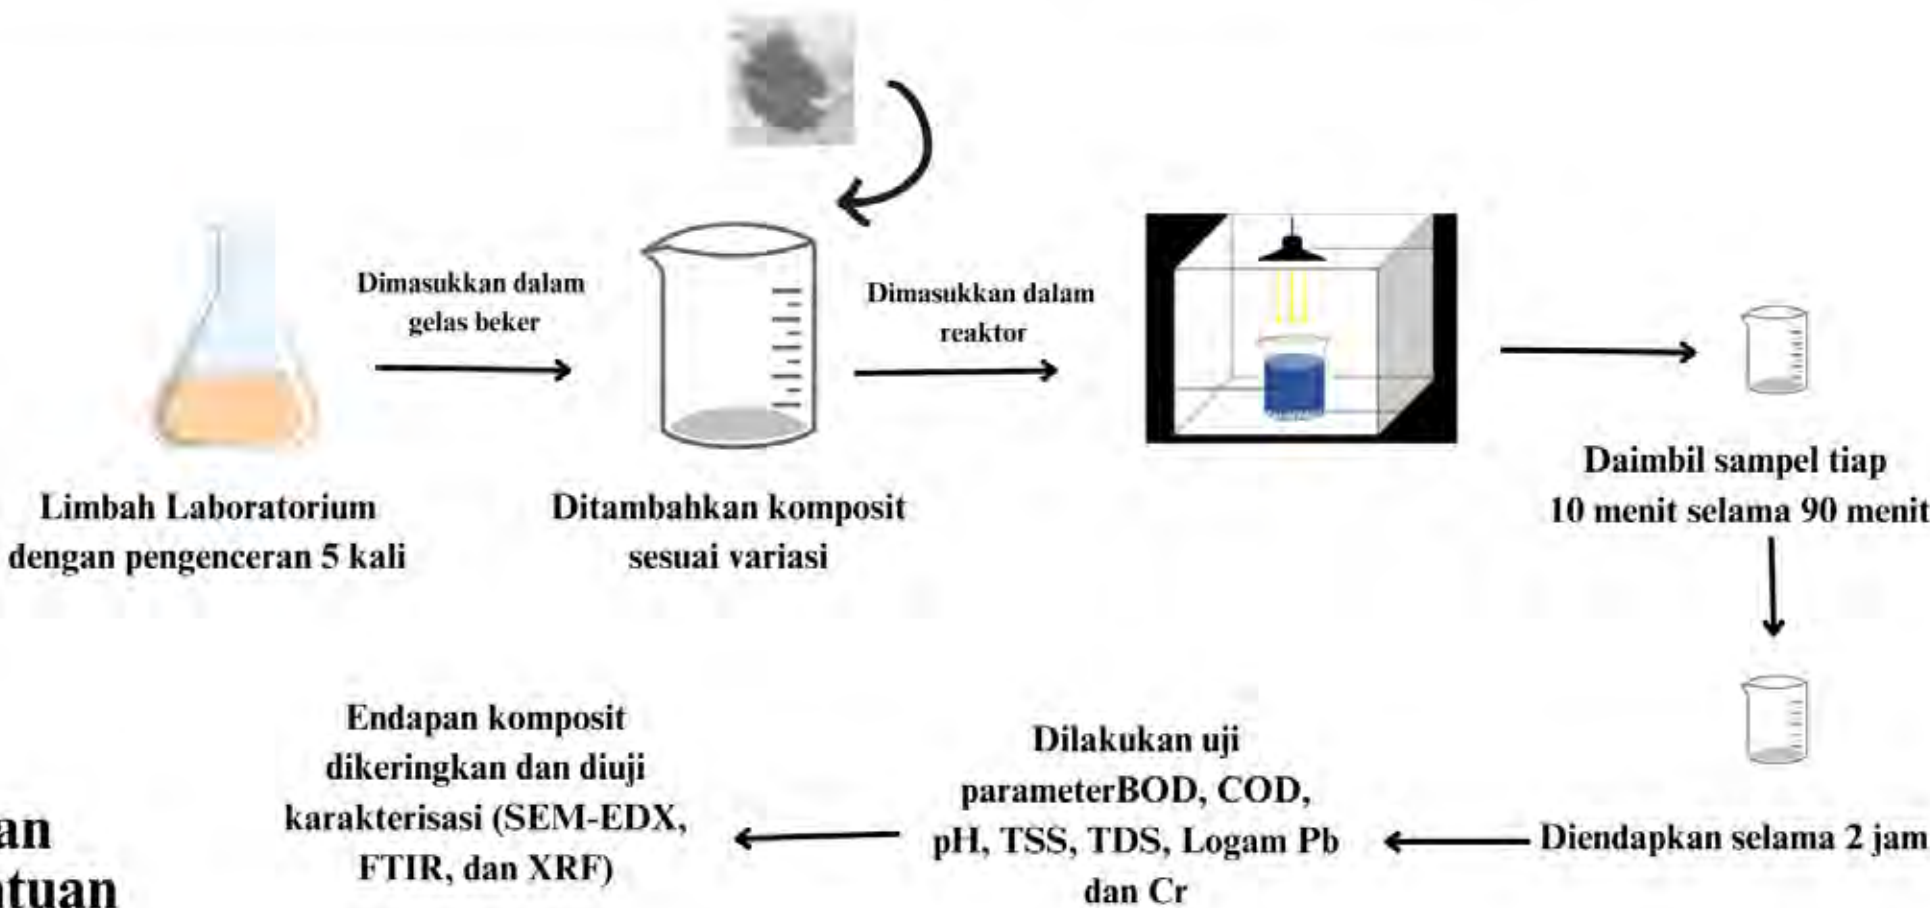 Dimasukkan dalam
gelas beker
Dimasukkan dalam
reaktor
Limbah Laboratorium
dengan pengenceran 5 kali
Ditambahkan komposit
sesuai variasi
Daimbil sampel tiap
10 menit selama 90 menit
Diendapkan selama 2 jam
Dilakukan uji
parameterBOD, COD,
pH, TSS, TDS, Logam Pb
dan Cr
Endapan komposit
dikeringkan dan diuji
karakterisasi (SEM-EDX,
FTIR, dan XRF)
an
ntuan